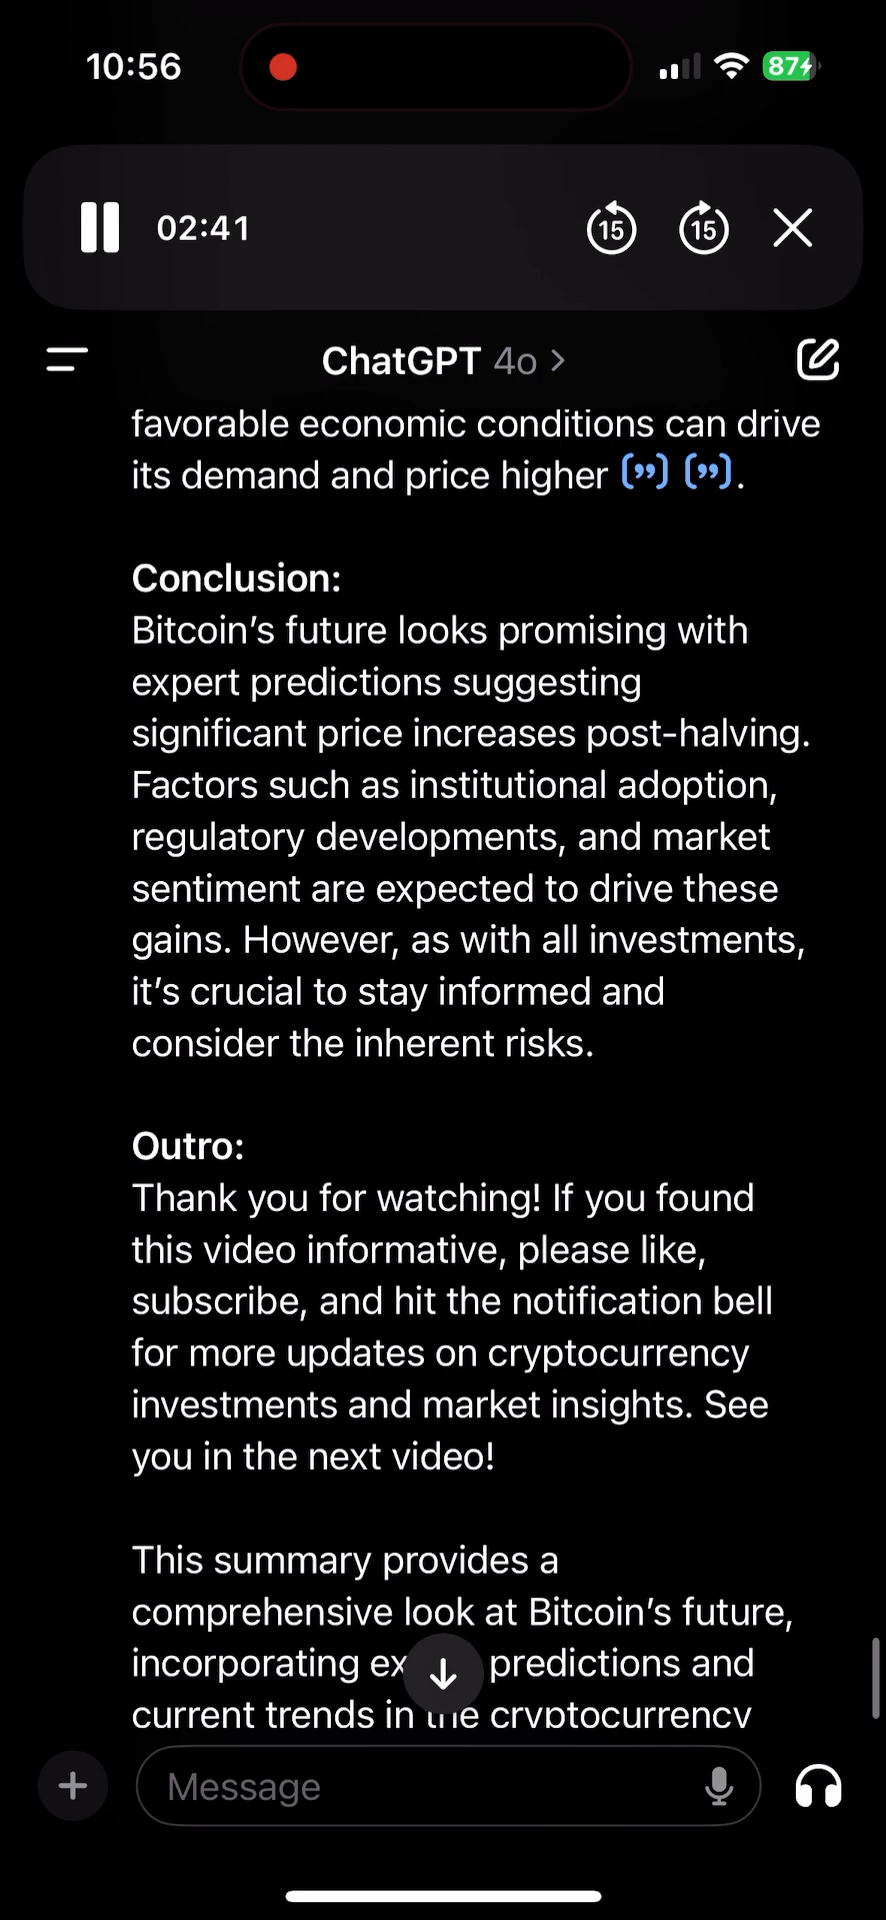 10:56
87
02:41
15
15
ChatGPT 4o >
favorable economic conditions can drive
its demand and price higher ❞ ❞.
Conclusion:
Bitcoin’s future looks promising with
expert predictions suggesting
significant price increases post-halving.
Factors such as institutional adoption,
regulatory developments, and market
sentiment are expected to drive these
gains. However, as with all investments,
it’s crucial to stay informed and
consider the inherent risks.
Outro:
Thank you for watching! If you found
this video informative, please like,
subscribe, and hit the notification bell
for more updates on cryptocurrency
investments and market insights. See
you in the next video!
This summary provides a
comprehensive look at Bitcoin’s future,
incorporating ex predictions and
current trends in the cryptocurrency
Message